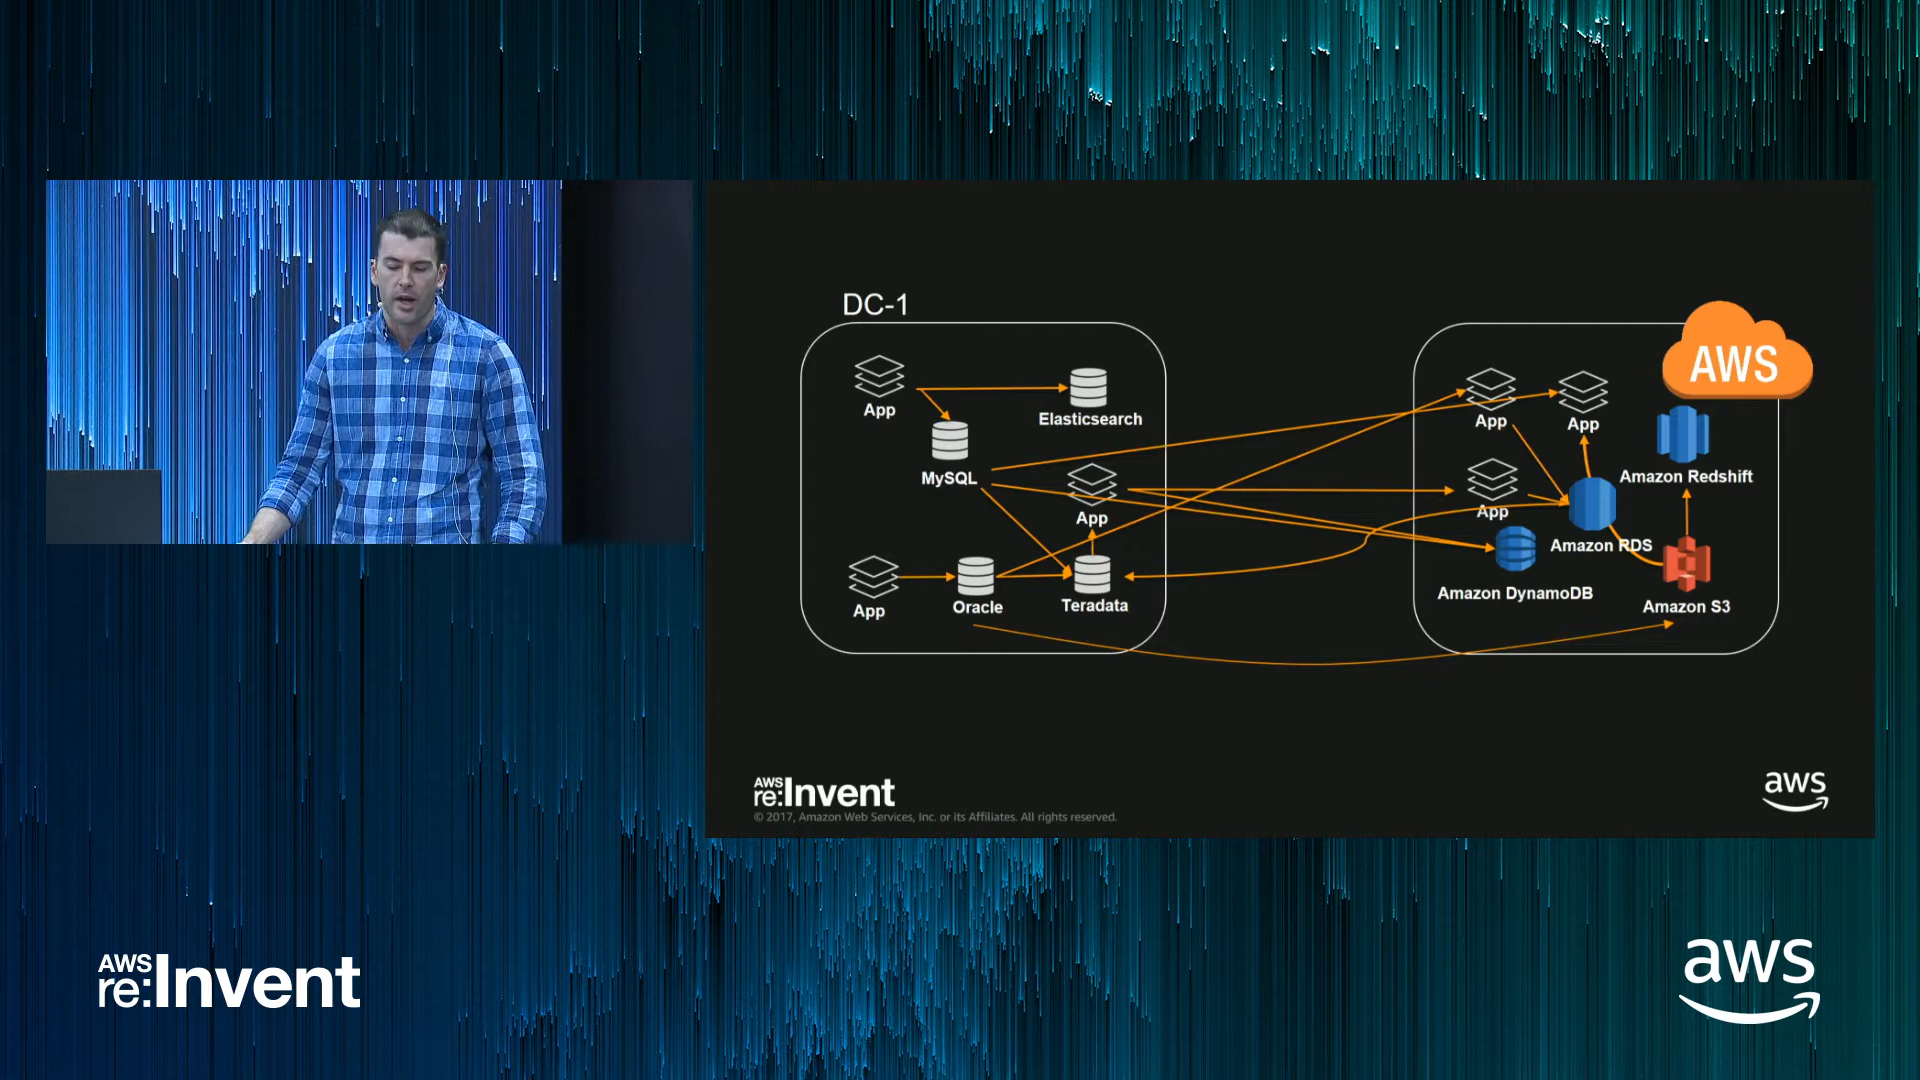 DC-1
AWS
App
Elasticsearch
MySQL
App
App
Oracle
Teradata
App
App
Amazon Redshift
App
Amazon RDS
Amazon DynamoDB
Amazon S3
AWS
re:Invent
© 2017, Amazon Web Services, Inc. or its Affiliates. All rights reserved.
aws
AWS
re:Invent
aws